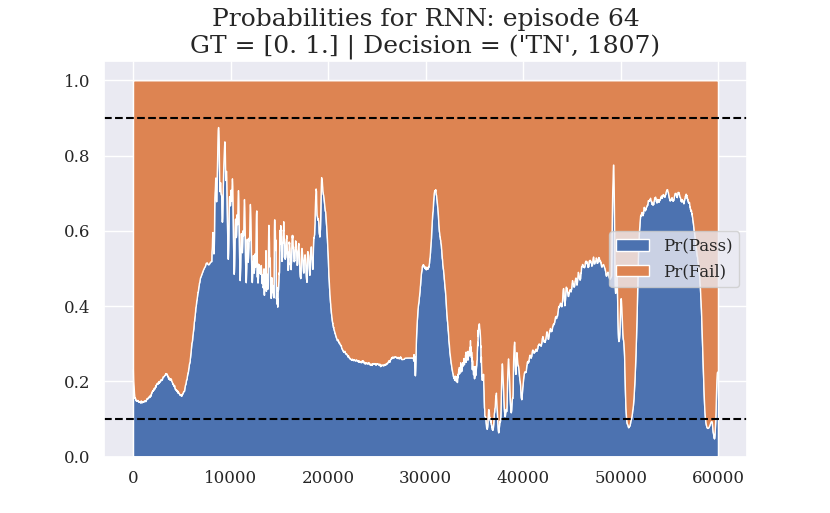 Probabilities for RNN: episode 64
GT = [0. 1.] | Decision = ('TN', 1807)
1.0
0.8
0.6
0.4
0.2
0.0
Pr(Pass)
Pr(Fail)
0 10000 20000 30000 40000 50000 60000